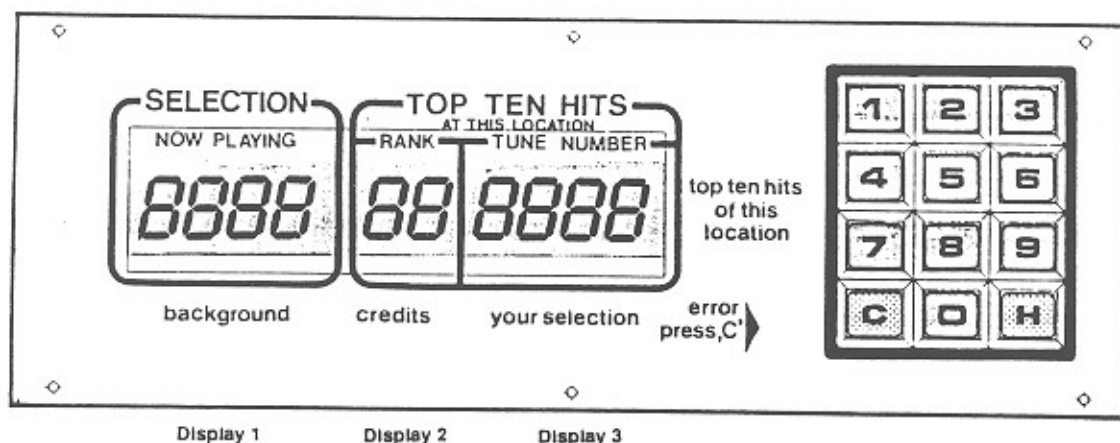 SELECTION
NOW PLAYING
8888
background
TOP TEN HITS
AT THIS LOCATION
RANK
88
credits
TUNE NUMBER
8888
your selection
top ten hits
of this
location
error
press,C'
1 2 3
4 5 6
7 8 9
C 0 H
Display 1 Display 2 Display 3